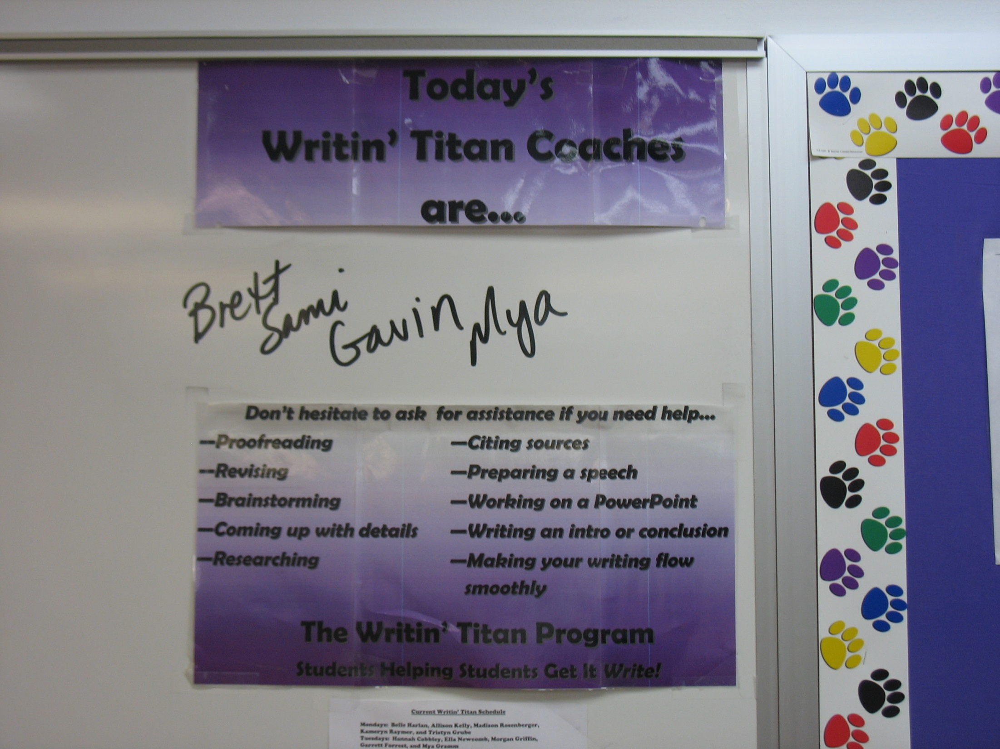 Today's
Writin' Titan Coaches
are...
Brett Sami Gavin Mya
Don't hesitate to ask for assistance if you need help...
—Proofreading
—Revising
—Brainstorming
—Coming up with details
—Researching
—Citing sources
—Preparing a speech
—Working on a PowerPoint
—Writing an intro or conclusion
—Making your writing flow
smoothly
The Writin' Titan Program
Students Helping Students Get It Write!
Current Writin' Titan Schedule
Mondays: Belle Harlan, Allison Kelly, Madison Rosenberger,
Kameryn Raymer, and Tristyn Grube
Tuesdays: Hannah Cobbley, Ella Newcomb, Morgan Griffin,
Garrett Forrest, and Mya Gramm